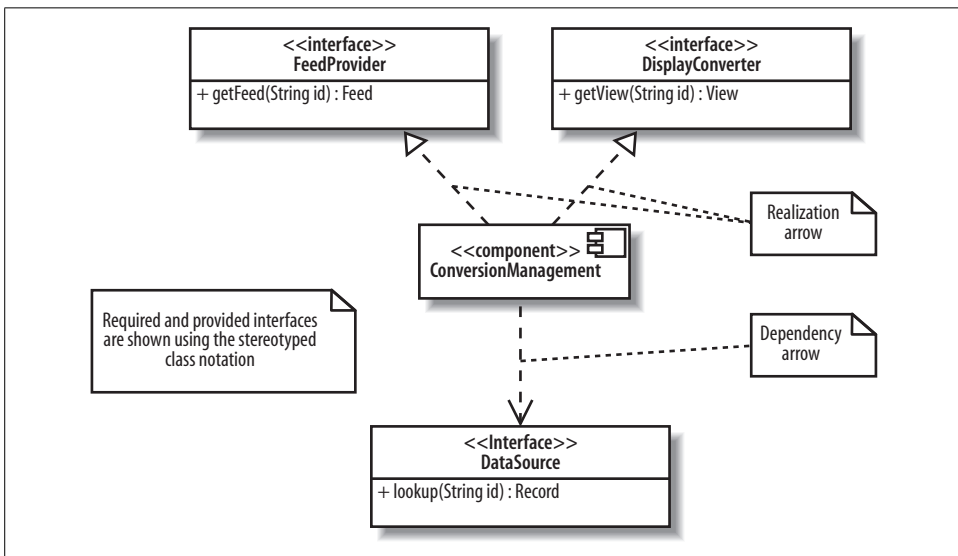 <<interface>>
FeedProvider
+ getFeed(String id) : Feed
<<interface>>
DisplayConverter
+ getView(String id) : View
Realization
arrow
<<component>>
ConversionManagement
Required and provided interfaces
are shown using the stereotyped
class notation
Dependency
arrow
<<Interface>>
DataSource
+ lookup(String id) : Record